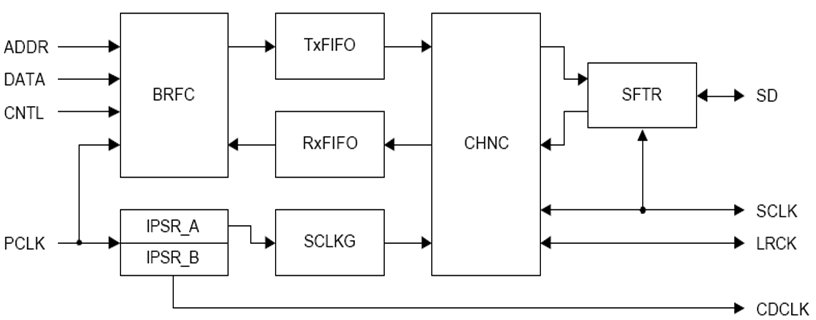 ADDR
DATA
CNTL
PCLK
BRFC
TxFIFO
RxFIFO
IPSR_A
IPSR_B
SCLKG
CHNC
SFTR
SD
SCLK
LRCK
CDCLK